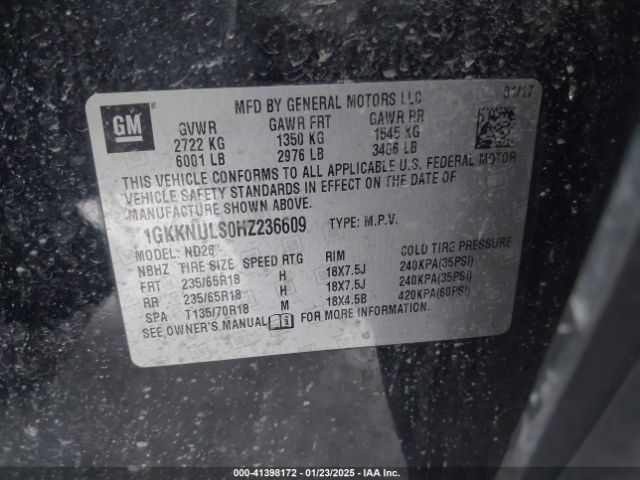 GM
MFD BY GENERAL MOTORS LLC 01/17
GVWR GAWR FRT GAWR RR
2722 KG 1350 KG 1545 KG
6001 LB 2976 LB 3406 LB
THIS VEHICLE CONFORMS TO ALL APPLICABLE U.S. FEDERAL MOTOR
VEHICLE SAFETY STANDARDS IN EFFECT ON THE DATE OF
MANUFACTURE SHOWN ABOVE.
1GKKNULS0HZ236609 TYPE: M.P.V.
MODEL: ND26
NBHZ TIRE SIZE SPEED RTG RIM COLD TIRE PRESSURE
FRT 235/65R18 H 18X7.5J 240KPA(35PSI)
RR 235/65R18 H 18X7.5J 240KPA(35PSI)
SPA T135/70R18 M 18X4.5B 420KPA(60PSI)
SEE OWNER'S MANUAL FOR MORE INFORMATION.
000-41398172 — 01/23/2025 — IAA Inc.